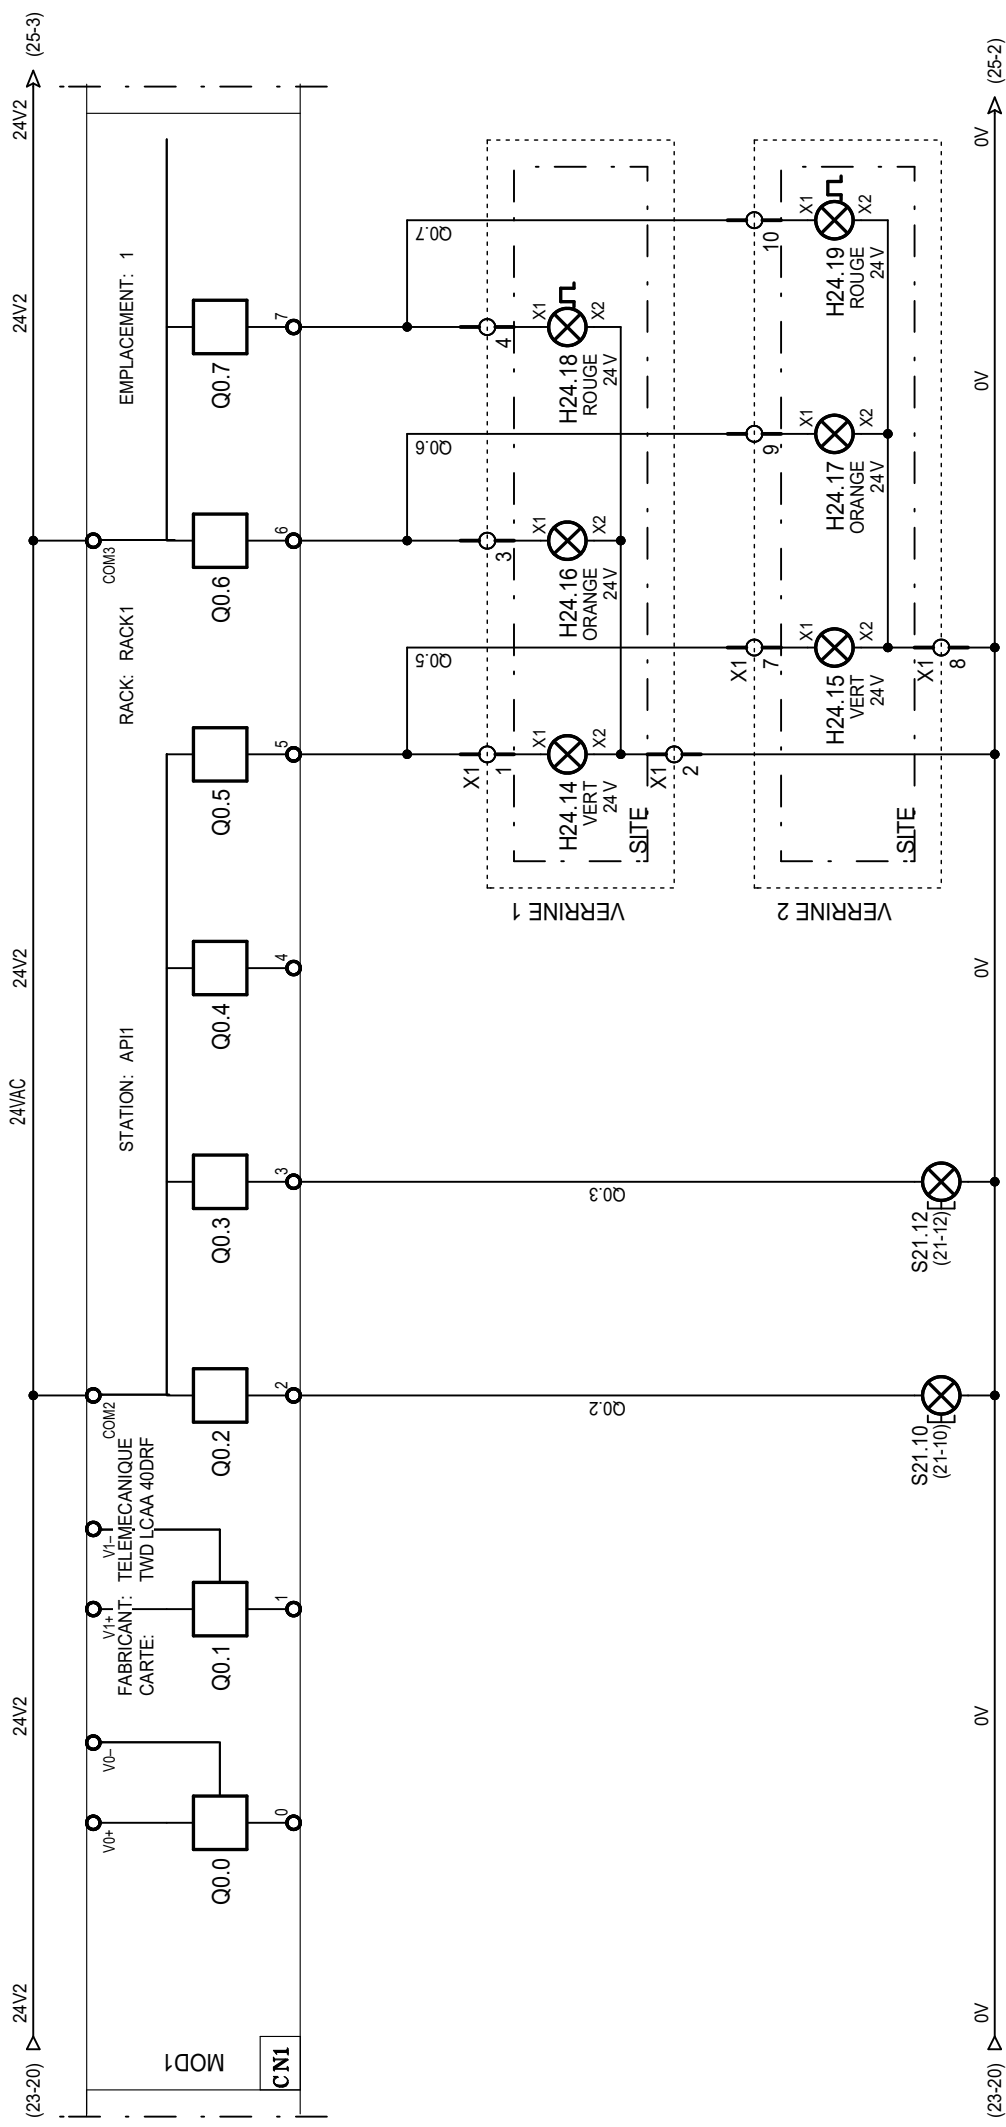 (23-20)
24V2
24V2
24VAC
24V2
24V2
24V2
(25-3)
MOD1
CN1
V0+
V0–
V1+
V1–
FABRICANT: TELEMECANIQUE
CARTE: TWD LCAA 40DRF
COM2
STATION: API1
RACK: RACK1
COM3
EMPLACEMENT: 1
Q0.0
Q0.1
Q0.2
Q0.3
Q0.4
Q0.5
Q0.6
Q0.7
0
1
2
3
4
5
6
7
Q0.2
Q0.3
Q0.5
Q0.6
Q0.7
VERRINE 1
SITE
X1
1
3
4
X1
X2
H24.14
VERT
24V
X1
X2
H24.16
ORANGE
24V
X1
X2
H24.18
ROUGE
24V
X1
2
VERRINE 2
SITE
X1
7
9
10
X1
X2
H24.15
VERT
24V
X1
X2
H24.17
ORANGE
24V
X1
X2
H24.19
ROUGE
24V
X1
8
S21.10
(21-10)
S21.12
(21-12)
(23-20)
0V
0V
0V
0V
0V
(25-2)